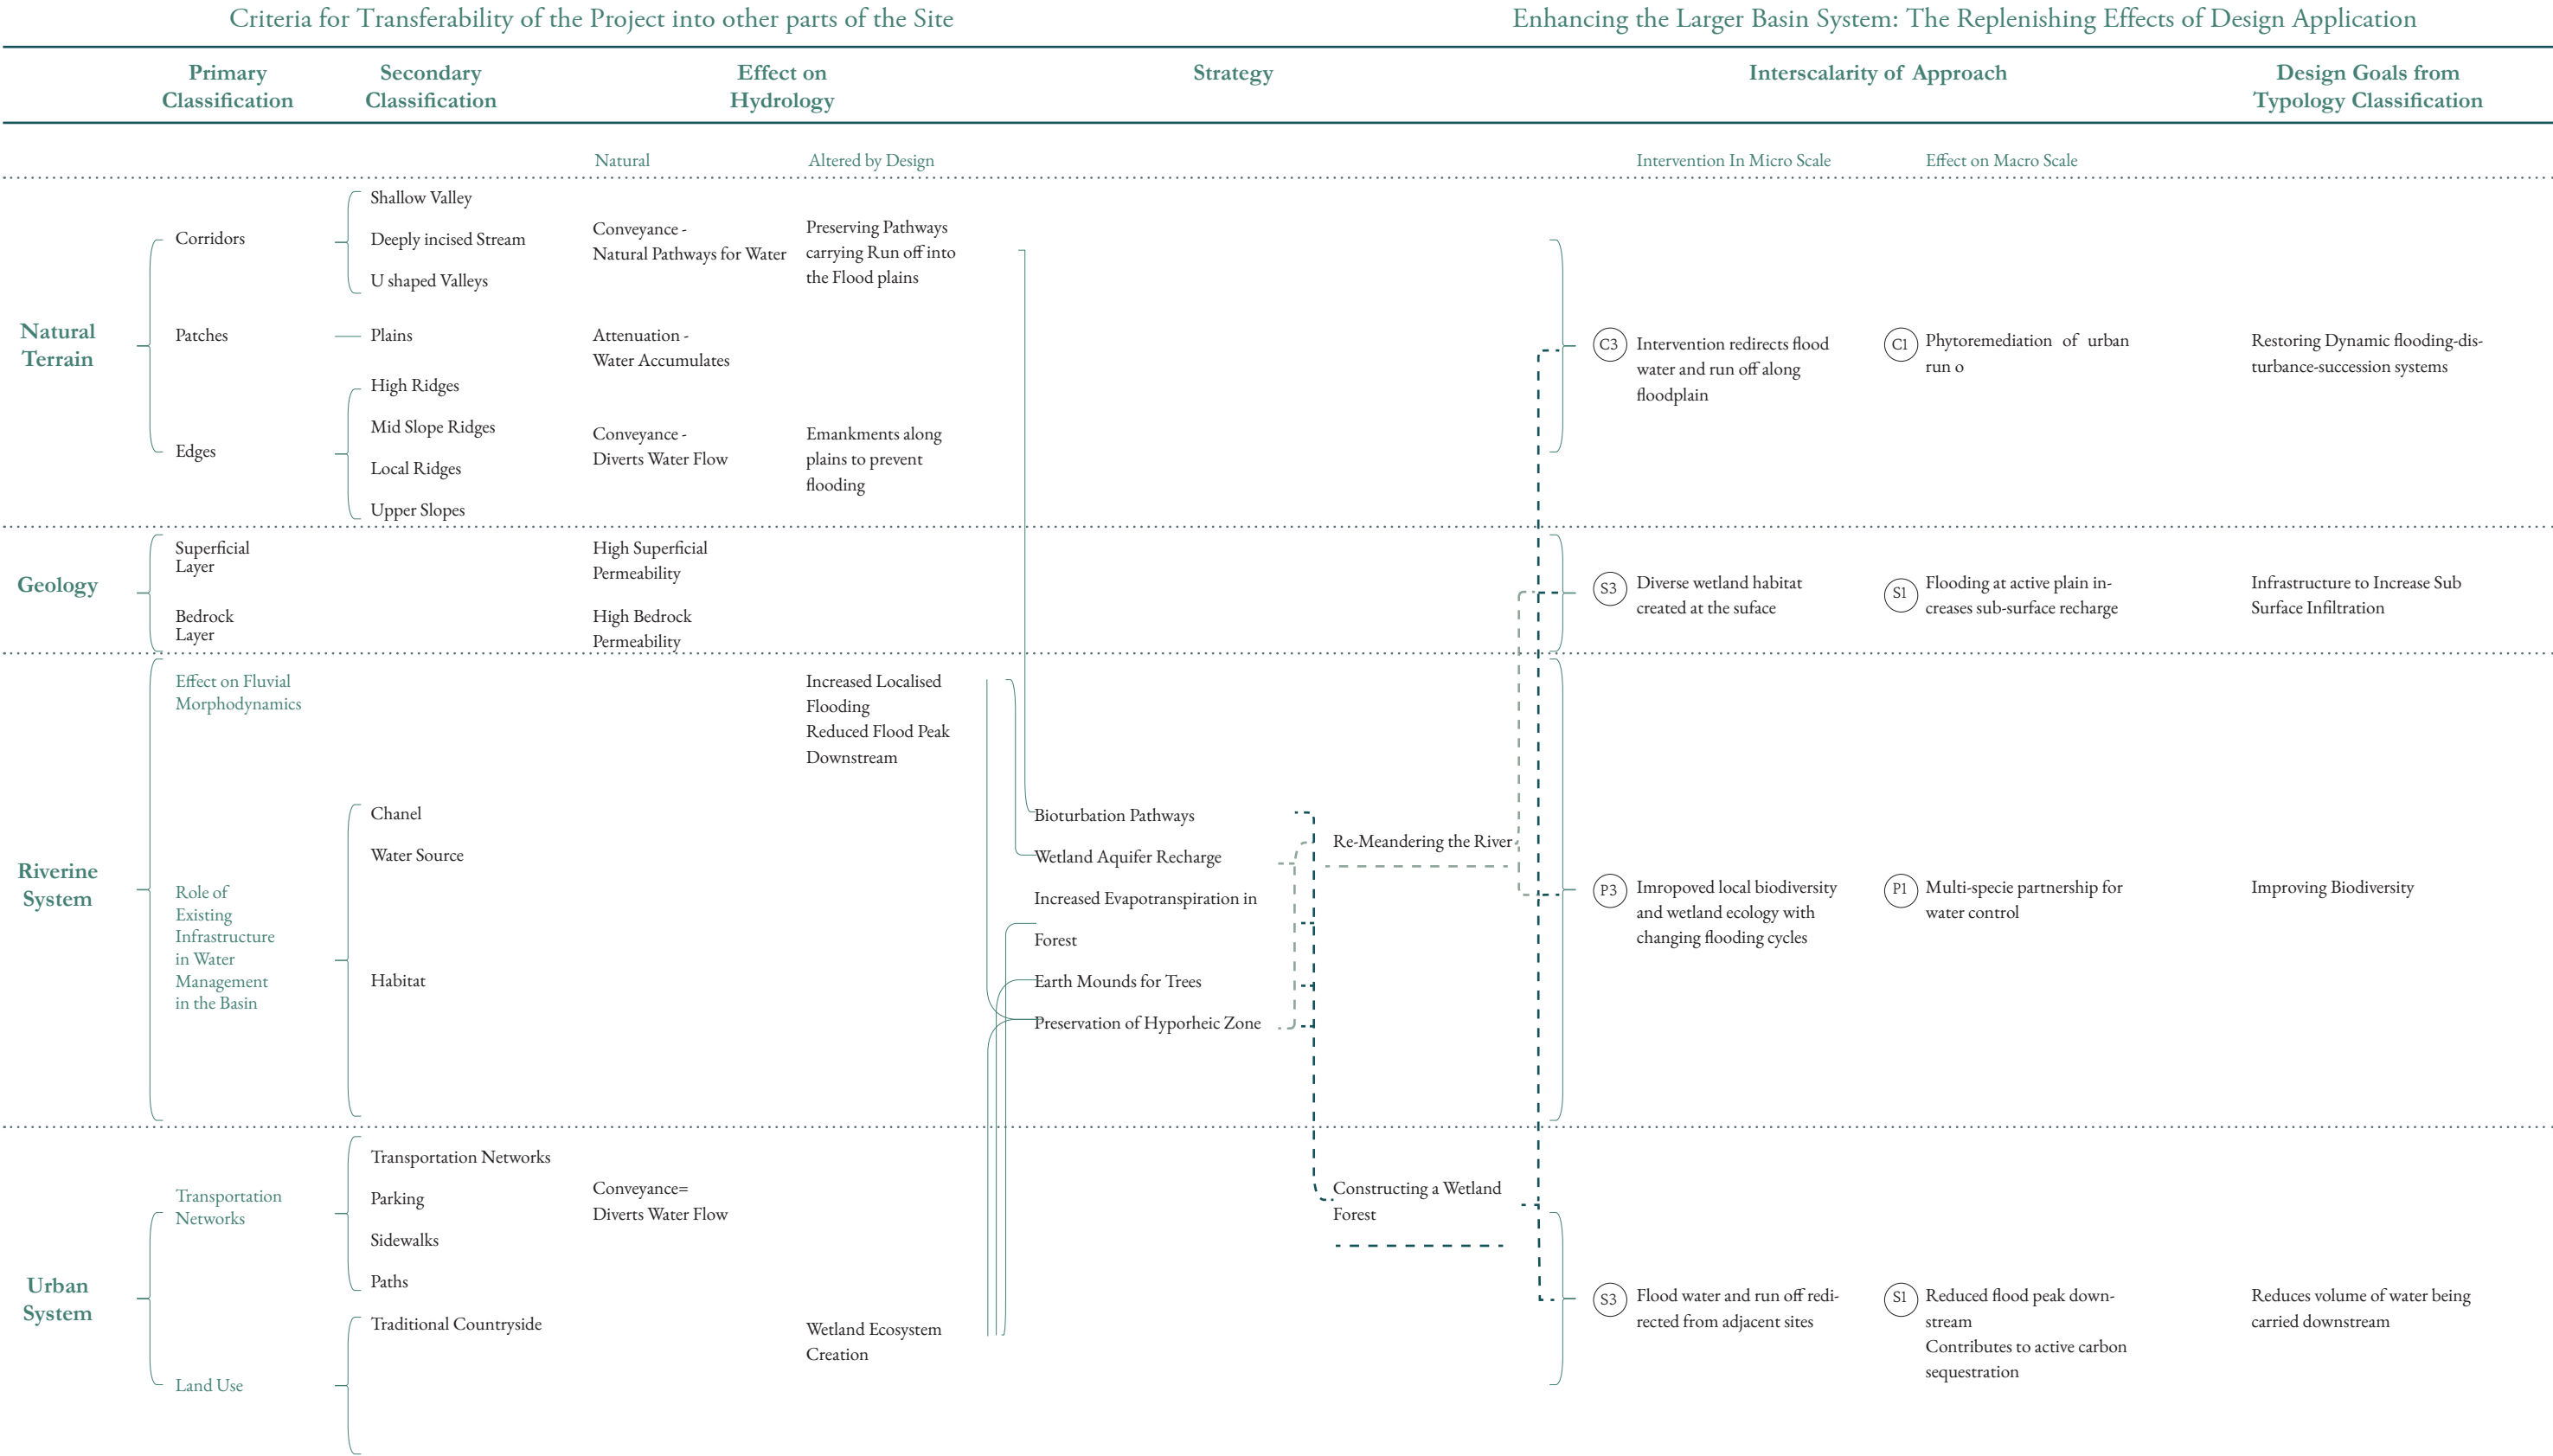 Criteria for Transferability of the Project into other parts of the Site
Enhancing the Larger Basin System: The Replenishing Effects of Design Application
Primary
Classification
Secondary
Classification
Effect on
Hydrology
Strategy
Interscalarity of Approach
Design Goals from
Typology Classification
Natural
Altered by Design
Intervention In Micro Scale
Effect on Macro Scale
Natural
Terrain
Corridors
Patches
Edges
Shallow Valley
Deeply incised Stream
U shaped Valleys
Plains
High Ridges
Mid Slope Ridges
Local Ridges
Upper Slopes
Conveyance -
Natural Pathways for Water
Attenuation -
Water Accumulates
Conveyance -
Diverts Water Flow
Preserving Pathways
carrying Run off into
the Flood plains
Emankments along
plains to prevent
flooding
C3
Intervention redirects flood
water and run off along
floodplain
C1
Phytoremediation of urban
run o
Restoring Dynamic flooding-dis-
turbance-succession systems
Geology
Superficial
Layer
Bedrock
Layer
High Superficial
Permeability
High Bedrock
Permeability
S3
Diverse wetland habitat
created at the suface
S1
Flooding at active plain in-
creases sub-surface recharge
Infrastructure to Increase Sub
Surface Infiltration
Riverine
System
Effect on Fluvial
Morphodynamics
Role of
Existing
Infrastructure
in Water
Management
in the Basin
Chanel
Water Source
Habitat
Increased Localised
Flooding
Reduced Flood Peak
Downstream
Bioturbation Pathways
Wetland Aquifer Recharge
Increased Evapotranspiration in
Forest
Earth Mounds for Trees
Preservation of Hyporheic Zone
Re-Meandering the River
P3
Imropoved local biodiversity
and wetland ecology with
changing flooding cycles
P1
Multi-specie partnership for
water control
Improving Biodiversity
Urban
System
Transportation
Networks
Land Use
Transportation Networks
Parking
Sidewalks
Paths
Traditional Countryside
Conveyance=
Diverts Water Flow
Wetland Ecosystem
Creation
Constructing a Wetland
Forest
S3
Flood water and run off redi-
rected from adjacent sites
S1
Reduced flood peak down-
stream
Contributes to active carbon
sequestration
Reduces volume of water being
carried downstream